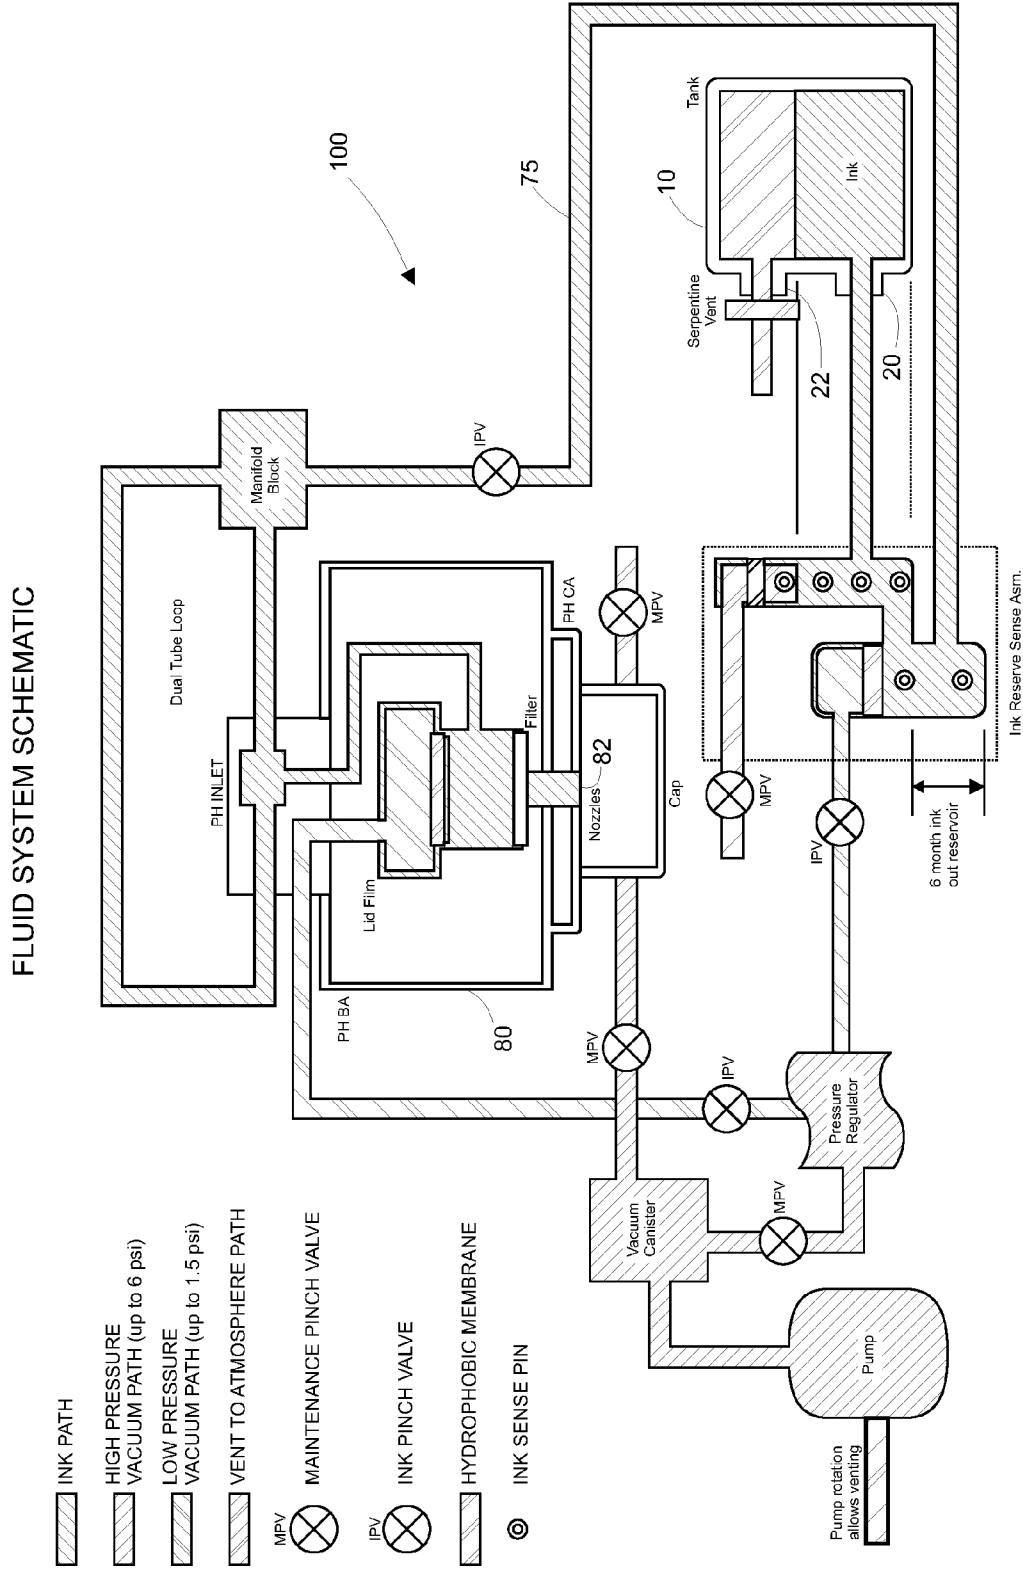 FLUID SYSTEM SCHEMATIC
100
75
10
Tank
Ink
Serpentine
Vent
22
20
Manifold
Block
IPV
Dual Tube Loop
PH INLET
PH CA
MPV
Filter
Lid Film
Nozzles
82
Cap
PH BA
80
MPV
MPV
IPV
6 month ink
out reservoir
Ink Reserve Sense Asm.
IPV
Pressure
Regulator
Vacuum
Canister
MPV
Pump
Pump rotation
allows venting
INK PATH
HIGH PRESSURE
VACUUM PATH (up to 6 psi)
LOW PRESSURE
VACUUM PATH (up to 1.5 psi)
VENT TO ATMOSPHERE PATH
MPV
MAINTENANCE PINCH VALVE
IPV
INK PINCH VALVE
HYDROPHOBIC MEMBRANE
INK SENSE PIN